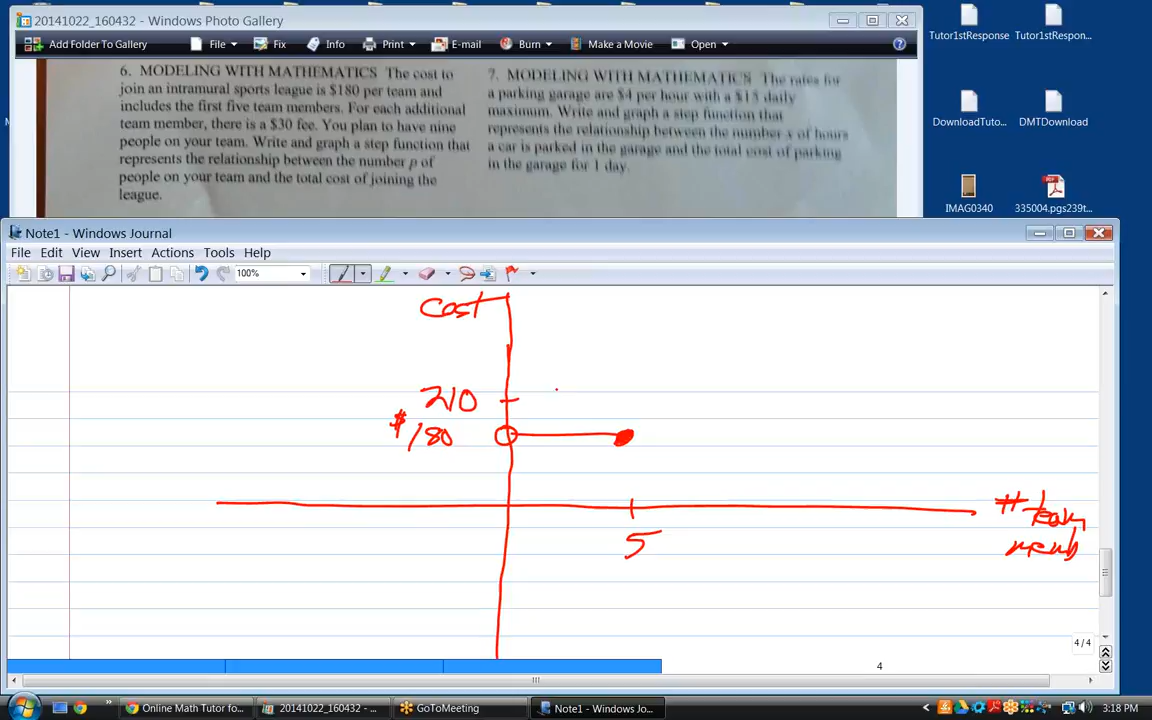 20141022_160432 - Windows Photo Gallery
Add Folder To Gallery File Fix Info Print E-mail Burn Make a Movie Open
6. MODELING WITH MATHEMATICS The cost to
join an intramural sports league is $180 per team and
includes the first five team members. For each additional
team member, there is a $30 fee. You plan to have nine
people on your team. Write and graph a step function that
represents the relationship between the number p of
people on your team and the total cost of joining the
league.
7. MODELING WITH MATHEMATICS The rates for
a parking garage are $4 per hour with a $15 daily
maximum. Write and graph a step function that
represents the relationship between the number x of hours
a car is parked in the garage and the total cost of parking
in the garage for 1 day.
Tutor1stResponse
Tutor1stRespon...
DownloadTuto...
DMTDownload
IMAG0340
335004.pgs239t...
Note1 - Windows Journal
File Edit View Insert Actions Tools Help
100%
cost
210
$180
5
# team
memb
4/4
4
Online Math Tutor fo...
20141022_160432 - ...
GoToMeeting
Note1 - Windows Jo...
3:18 PM